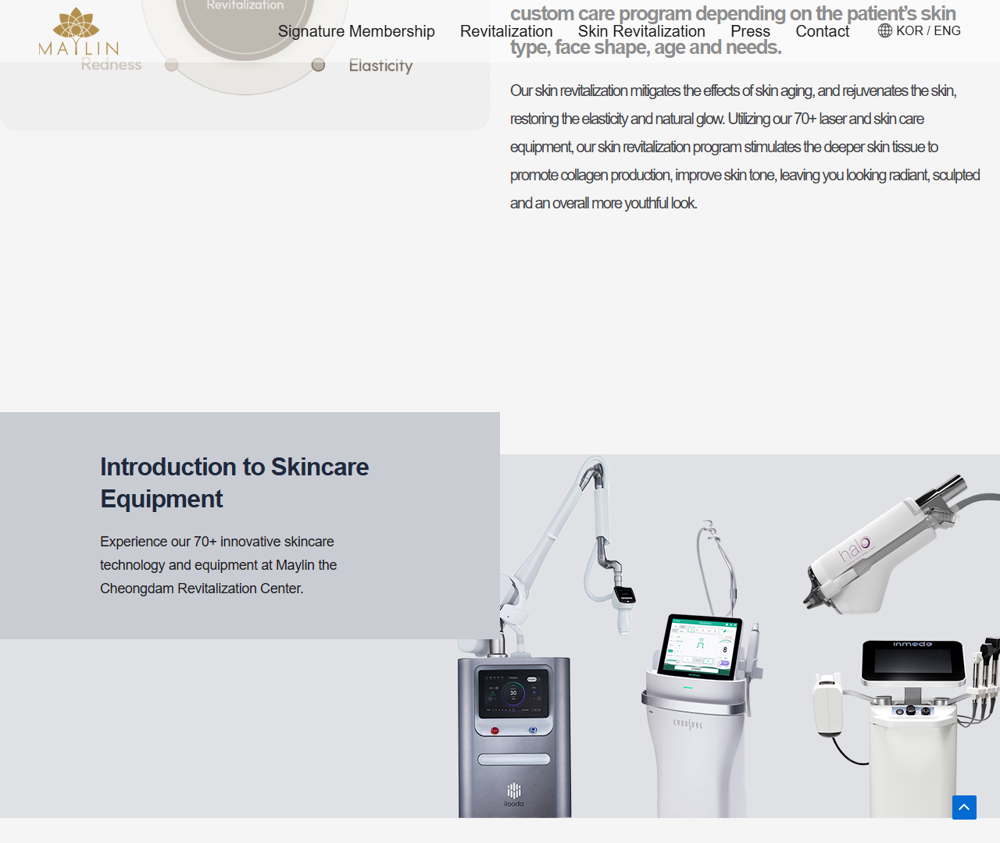 Revitalization
custom care program depending on the patient’s skin
MAYLIN
Signature Membership
Revitalization
Skin Revitalization
Press
Contact
KOR / ENG
type, face shape, age and needs.
Redness
Elasticity
Our skin revitalization mitigates the effects of skin aging, and rejuvenates the skin,
restoring the elasticity and natural glow. Utilizing our 70+ laser and skin care
equipment, our skin revitalization program stimulates the deeper skin tissue to
promote collagen production, improve skin tone, leaving you looking radiant, sculpted
and an overall more youthful look.
Introduction to Skincare
Equipment
Experience our 70+ innovative skincare
technology and equipment at Maylin the
Cheongdam Revitalization Center.
halo
inmode
8
30
CYNOSURE
ilooda